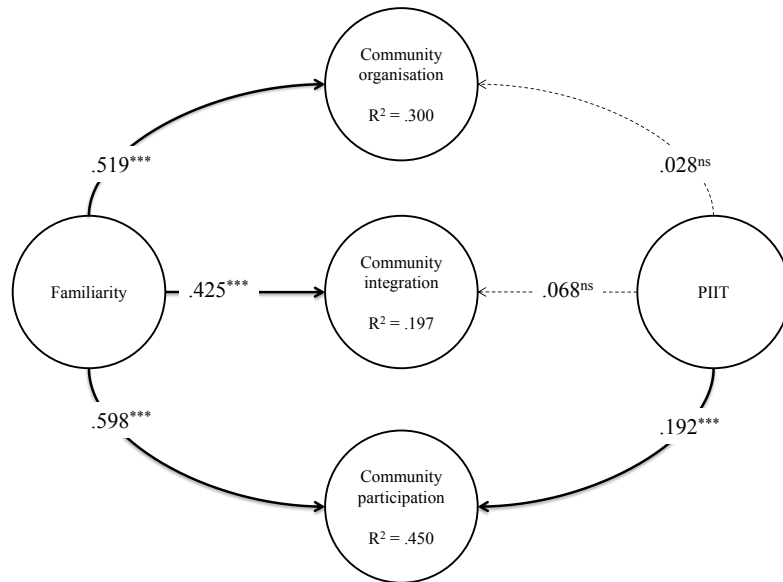 Community
organisation
R² = .300
.519***
.028ⁿˢ
Familiarity
.425***
Community
integration
R² = .197
.068ⁿˢ
PIIT
.598***
.192***
Community
participation
R² = .450